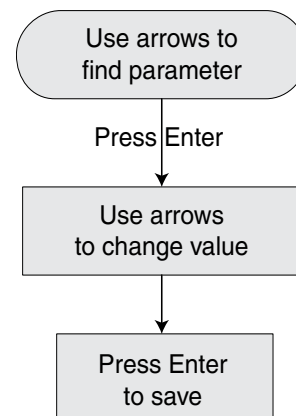 Use arrows to
find parameter
Press Enter
Use arrows
to change value
Press Enter
to save